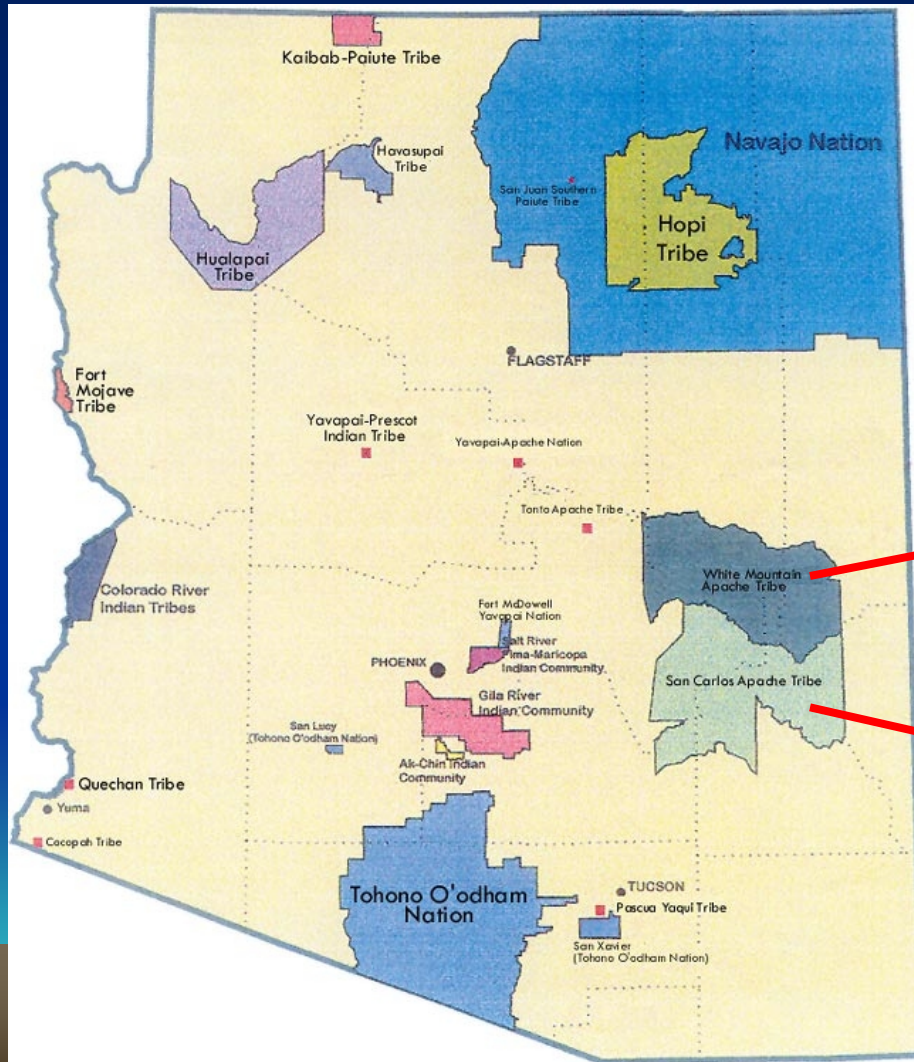 Kaibab-Paiute Tribe
Havasupai
Tribe
Navajo Nation
San Juan Southern
Paiute Tribe
Hopi
Tribe
Hualapai
Tribe
FLAGSTAFF
Fort
Mojave
Tribe
Yavapai-Prescot
Indian Tribe
Yavapai-Apache Nation
Tonto Apache Tribe
White Mountain
Apache Tribe
Colorado River
Indian Tribes
Fort McDowell
Yavapai Nation
Salt River
Pima-Maricopa
Indian Community
PHOENIX
San Carlos Apache Tribe
Gila River
Indian Community
San Lucy
(Tohono O'odham Nation)
Ak-Chin Indian
Community
Quechan Tribe
Yuma
Cocopah Tribe
Tohono O'odham
Nation
TUCSON
Pascua Yaqui Tribe
San Xavier
(Tohono O'odham Nation)